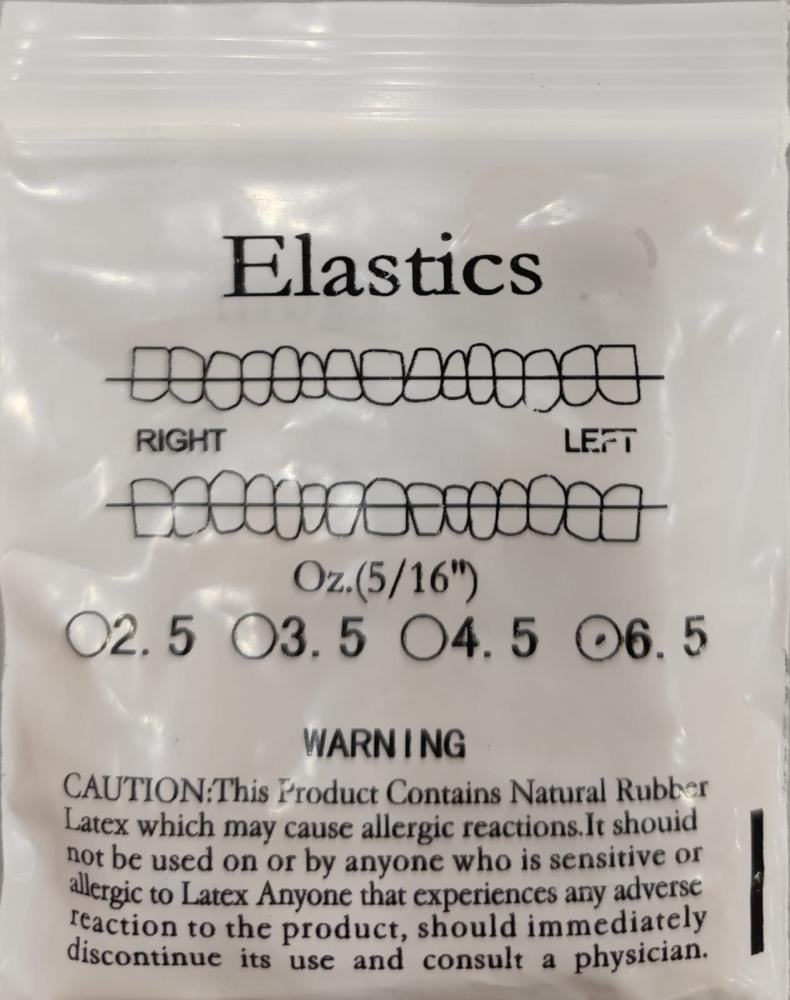 Elastics
RIGHT LEFT
Oz.(5/16")
2.5 3.5 4.5 6.5
WARNING
CAUTION:This Product Contains Natural Rubber
Latex which may cause allergic reactions.It shouid
not be used on or by anyone who is sensitive or
allergic to Latex Anyone that experiences any adverse
reaction to the product, should immediately
discontinue its use and consult a physician.